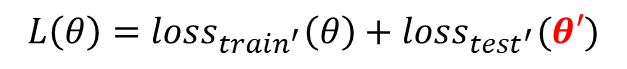 L(θ) = loss_{train′}(θ) + loss_{test′}(θ′)